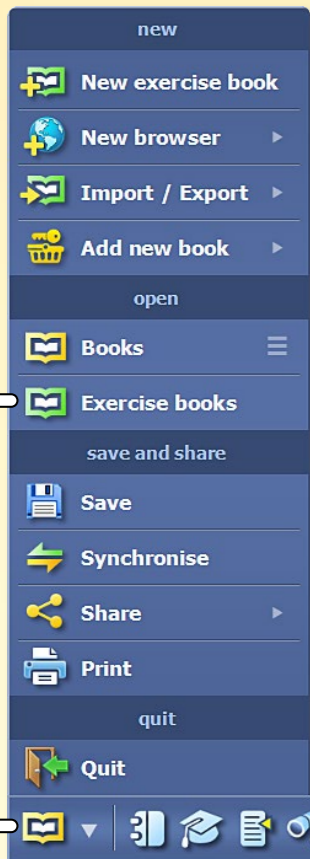 new
New exercise book
New browser
Import / Export
Add new book
open
Books
Exercise books
save and share
Save
Synchronise
Share
Print
quit
Quit